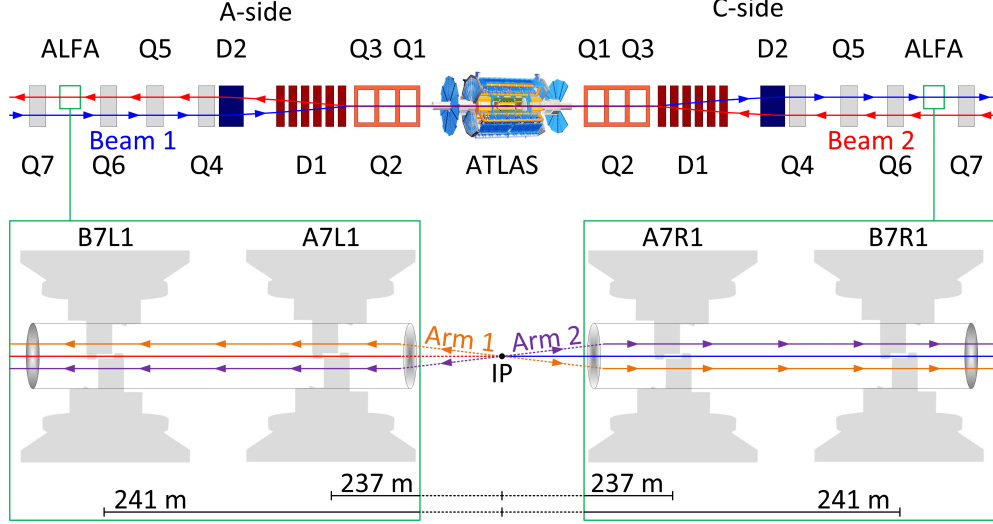 A-side C-side
ALFA Q5 D2 Q3 Q1 Q1 Q3 D2 Q5 ALFA
Beam 1 Beam 2
Q7 Q6 Q4 D1 Q2 ATLAS Q2 D1 Q4 Q6 Q7
B7L1 A7L1 A7R1 B7R1
Arm 1 Arm 2
IP
237 m 237 m
241 m 241 m